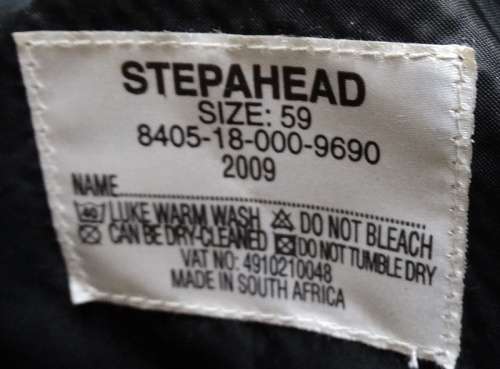 STEPAHEAD
SIZE: 59
8405-18-000-9690
2009
NAME
40 LUKE WARM WASH DO NOT BLEACH
CAN BE DRY-CLEANED DO NOT TUMBLE DRY
VAT NO: 4910210048
MADE IN SOUTH AFRICA